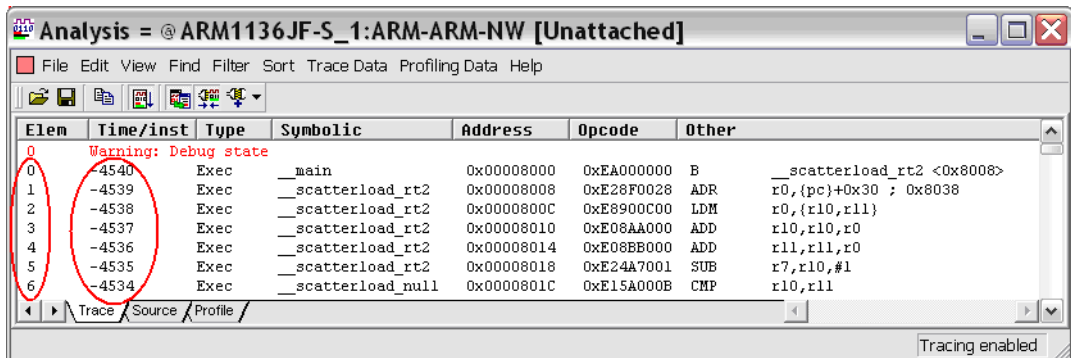 Analysis = @ARM1136JF-S_1:ARM-ARM-NW [Unattached]
File Edit View Find Filter Sort Trace Data Profiling Data Help
Elem Time/inst Type Symbolic Address Opcode Other
0 Warning: Debug state
0 -4540 Exec __main 0x00008000 0xEA000000 B __scatterload_rt2 <0x8008>
1 -4539 Exec __scatterload_rt2 0x00008008 0xE28F0028 ADR r0,{pc}+0x30 ; 0x8038
2 -4538 Exec __scatterload_rt2 0x0000800C 0xE8900C00 LDM r0,{r10,r11}
3 -4537 Exec __scatterload_rt2 0x00008010 0xE08AA000 ADD r10,r10,r0
4 -4536 Exec __scatterload_rt2 0x00008014 0xE08BB000 ADD r11,r11,r0
5 -4535 Exec __scatterload_rt2 0x00008018 0xE24A7001 SUB r7,r10,#1
6 -4534 Exec __scatterload_null 0x0000801C 0xE15A000B CMP r10,r11
Trace Source Profile
Tracing enabled